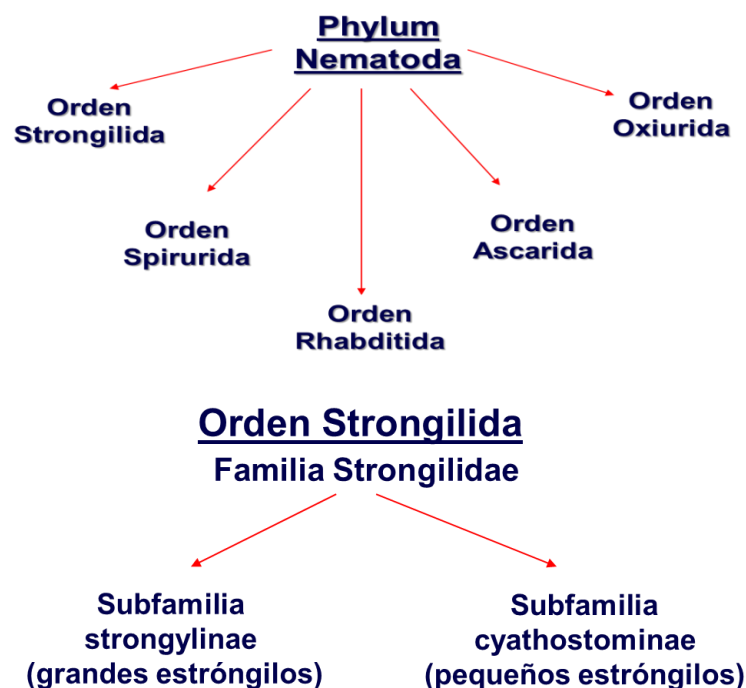 Phylum
Nematoda
Orden
Strongilida
Orden
Oxiurida
Orden
Spirurida
Orden
Ascarida
Orden
Rhabditida
Orden Strongilida
Familia Strongilidae
Subfamilia
strongylinae
(grandes estróngilos)
Subfamilia
cyathostominae
(pequeños estróngilos)